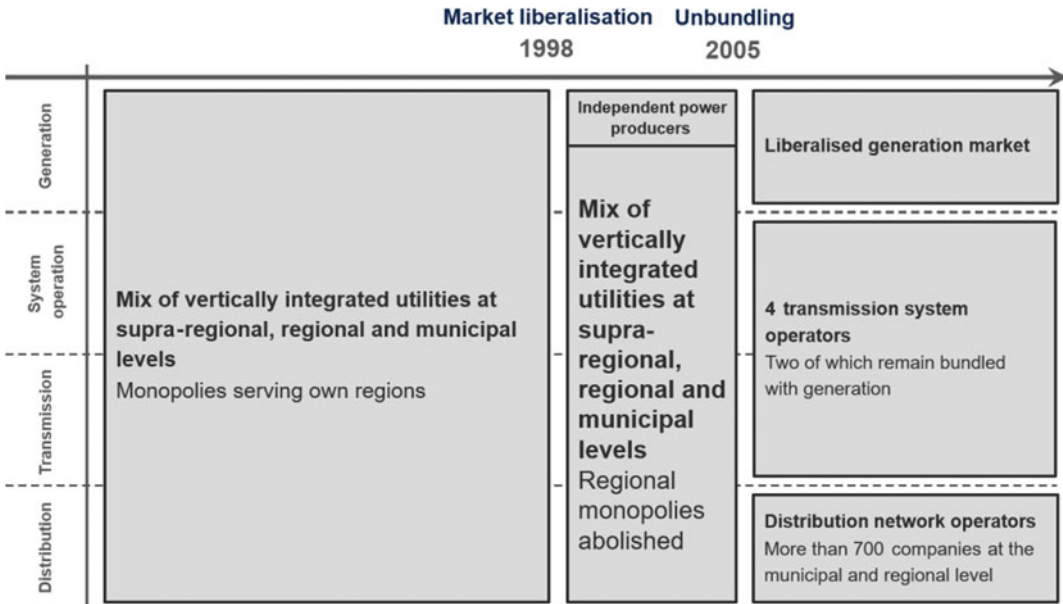 Market liberalisation Unbundling
1998 2005
Generation
System
operation
Transmission
Distribution
Mix of vertically integrated utilities at
supra-regional, regional and municipal
levels
Monopolies serving own regions
Independent power
producers
Mix of
vertically
integrated
utilities at
supra-
regional,
regional and
municipal
levels
Regional
monopolies
abolished
Liberalised generation market
4 transmission system
operators
Two of which remain bundled
with generation
Distribution network operators
More than 700 companies at the
municipal and regional level